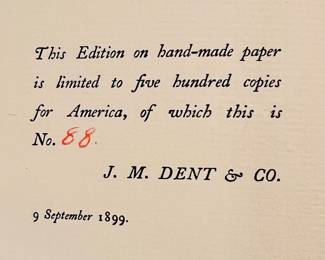 This Edition on hand-made paper
is limited to five hundred copies
for America, of which this is
No. 88.
J. M. DENT & CO.
9 September 1899.